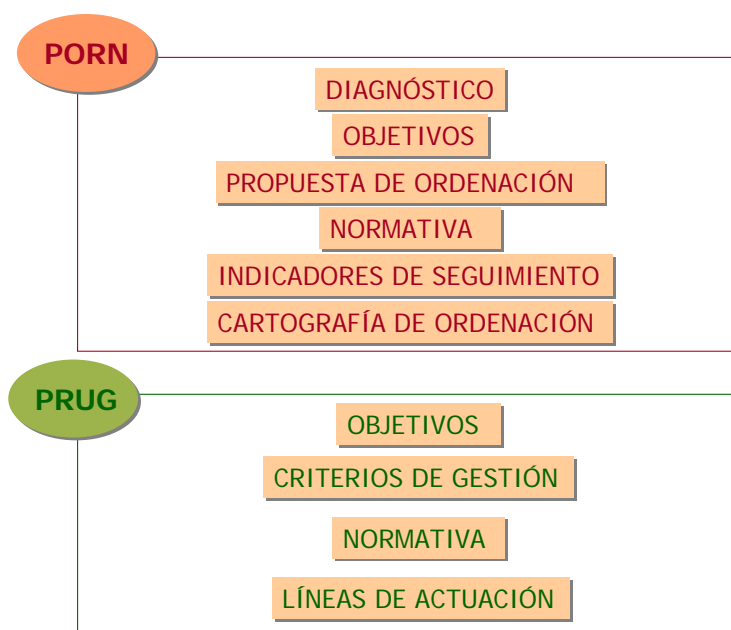 PORN
DIAGNÓSTICO
OBJETIVOS
PROPUESTA DE ORDENACIÓN
NORMATIVA
INDICADORES DE SEGUIMIENTO
CARTOGRAFÍA DE ORDENACIÓN
PRUG
OBJETIVOS
CRITERIOS DE GESTIÓN
NORMATIVA
LÍNEAS DE ACTUACIÓN